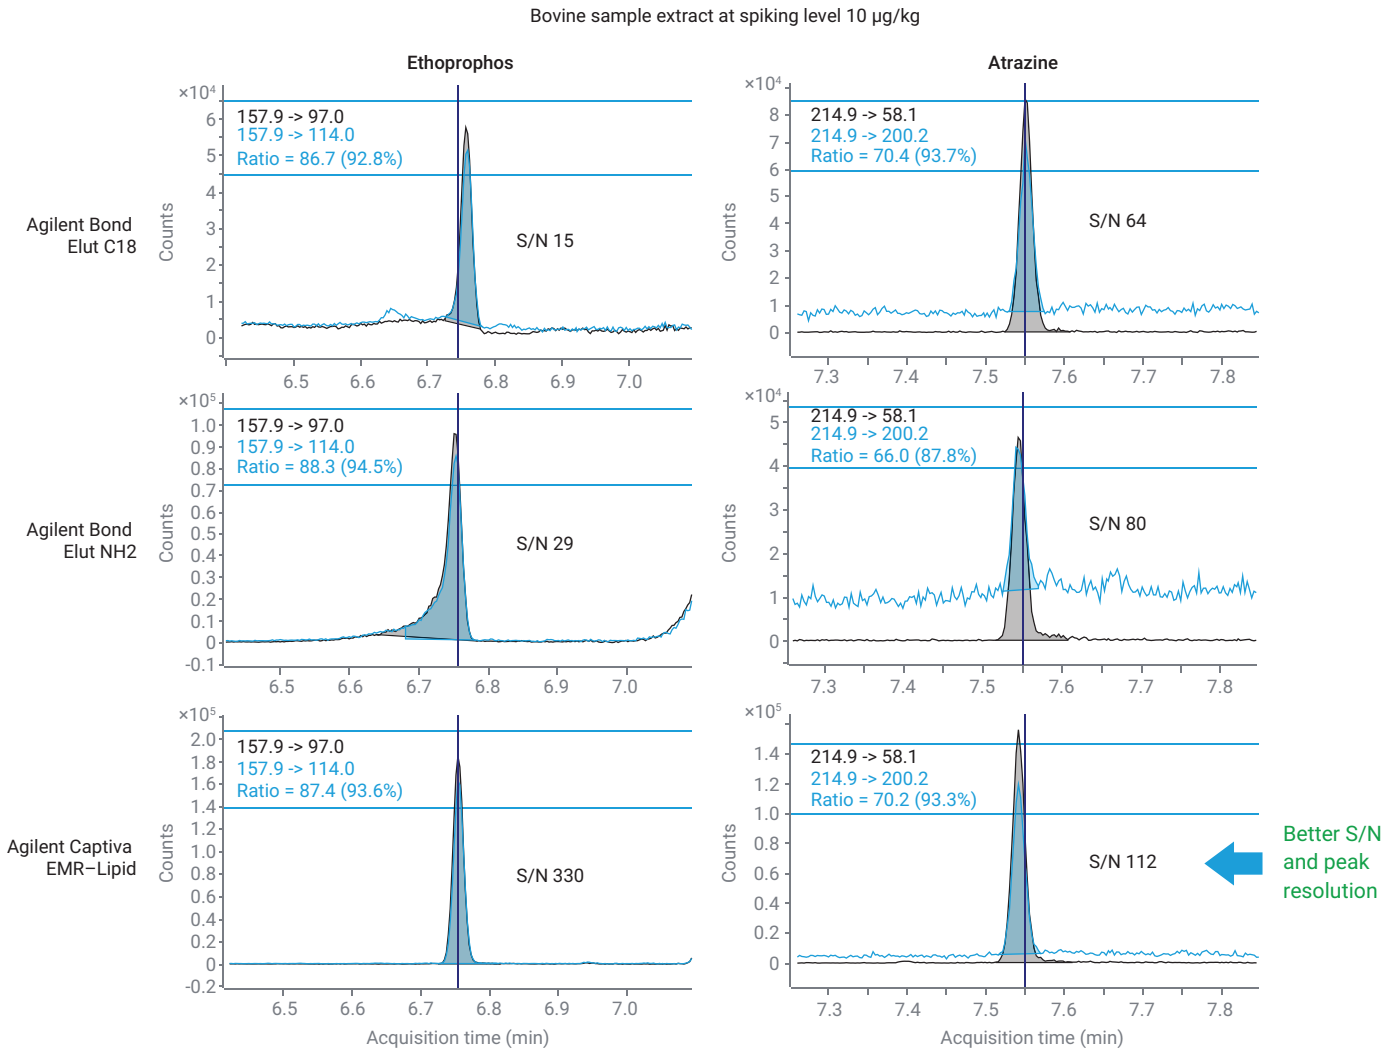 Bovine sample extract at spiking level 10 µg/kg
Ethoprophos
Atrazine
Agilent Bond
Elut C18
×10⁴
6
5
4
3
2
1
0
Counts
157.9 -> 97.0
157.9 -> 114.0
Ratio = 86.7 (92.8%)
S/N 15
6.5 6.6 6.7 6.8 6.9 7.0
×10⁴
8
7
6
5
4
3
2
1
0
Counts
214.9 -> 58.1
214.9 -> 200.2
Ratio = 70.4 (93.7%)
S/N 64
7.3 7.4 7.5 7.6 7.7 7.8
Agilent Bond
Elut NH2
×10⁵
1.0
0.9
0.8
0.7
0.6
0.5
0.4
0.3
0.2
0.1
0
-0.1
Counts
157.9 -> 97.0
157.9 -> 114.0
Ratio = 88.3 (94.5%)
S/N 29
6.5 6.6 6.7 6.8 6.9 7.0
×10⁴
5
4
3
2
1
0
Counts
214.9 -> 58.1
214.9 -> 200.2
Ratio = 66.0 (87.8%)
S/N 80
7.3 7.4 7.5 7.6 7.7 7.8
Agilent Captiva
EMR–Lipid
×10⁵
2.0
1.8
1.6
1.4
1.2
1.0
0.8
0.6
0.4
0.2
0
-0.2
Counts
157.9 -> 97.0
157.9 -> 114.0
Ratio = 87.4 (93.6%)
S/N 330
6.5 6.6 6.7 6.8 6.9 7.0
Acquisition time (min)
×10⁵
1.4
1.2
1.0
0.8
0.6
0.4
0.2
0
Counts
214.9 -> 58.1
214.9 -> 200.2
Ratio = 70.2 (93.3%)
S/N 112
7.3 7.4 7.5 7.6 7.7 7.8
Acquisition time (min)
Better S/N
and peak
resolution